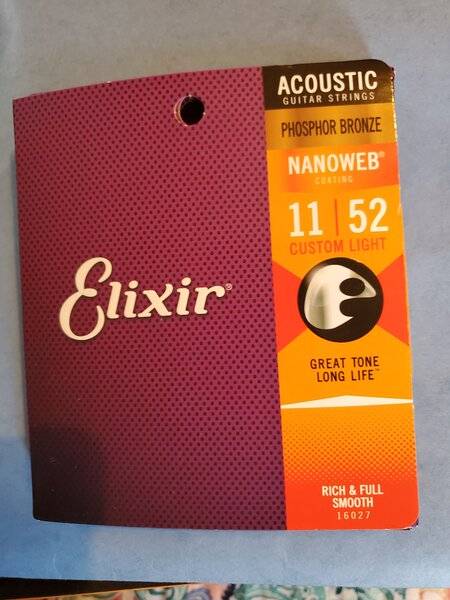 ACOUSTIC
GUITAR STRINGS
PHOSPHOR BRONZE
NANOWEB®
COATING
11 | 52
CUSTOM LIGHT
Elixir®
GREAT TONE
LONG LIFE™
RICH & FULL
SMOOTH
16027